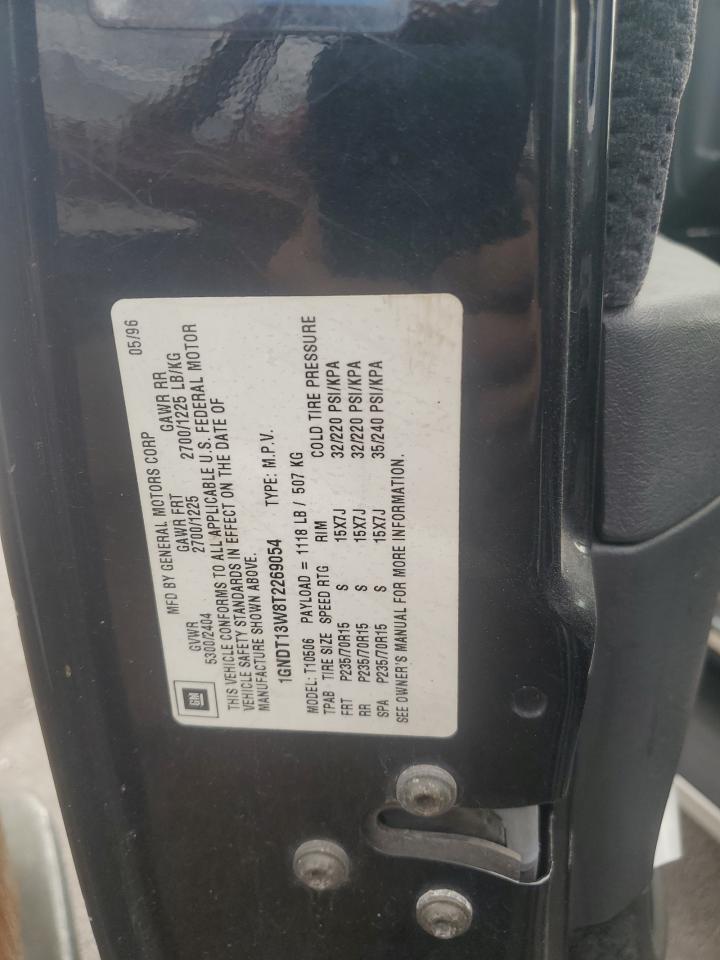 MFD BY GENERAL MOTORS CORP 05/96
GVWR GAWR FRT GAWR RR
5300/2404 2700/1225 2700/1225 LB/KG
THIS VEHICLE CONFORMS TO ALL APPLICABLE U.S. FEDERAL MOTOR
VEHICLE SAFETY STANDARDS IN EFFECT ON THE DATE OF
MANUFACTURE SHOWN ABOVE.
1GNDT13W8T2269054 TYPE: M.P.V.
MODEL: T10506 PAYLOAD = 1118 LB / 507 KG
TPAB TIRE SIZE SPEED RTG RIM COLD TIRE PRESSURE
FRT P235/70R15 S 15X7J 32/220 PSI/KPA
RR P235/70R15 S 15X7J 32/220 PSI/KPA
SPA P235/70R15 S 15X7J 35/240 PSI/KPA
SEE OWNER'S MANUAL FOR MORE INFORMATION.
GM